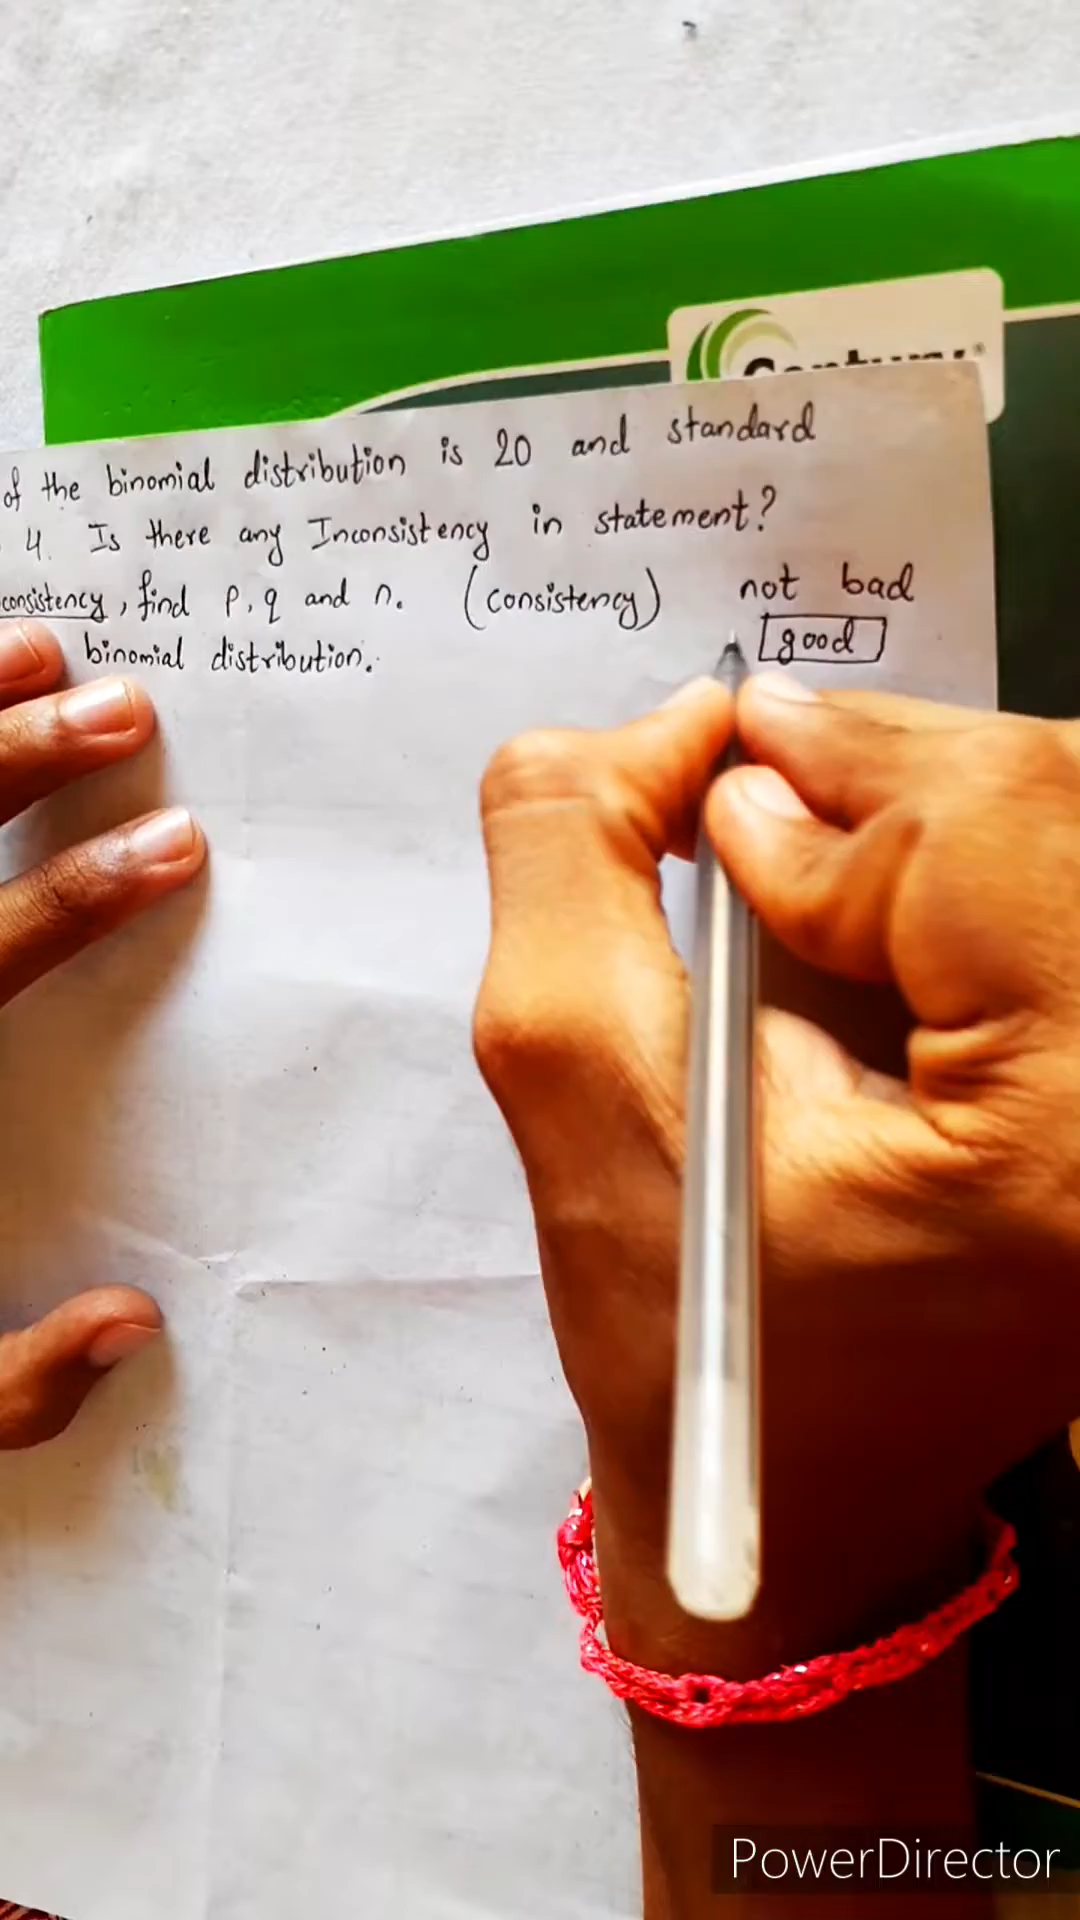 Century
of the binomial distribution is 20 and standard
4. Is there any Inconsistency in statement?
consistency, find p, q and n. (consistency) not bad
good
binomial distribution.
PowerDirector